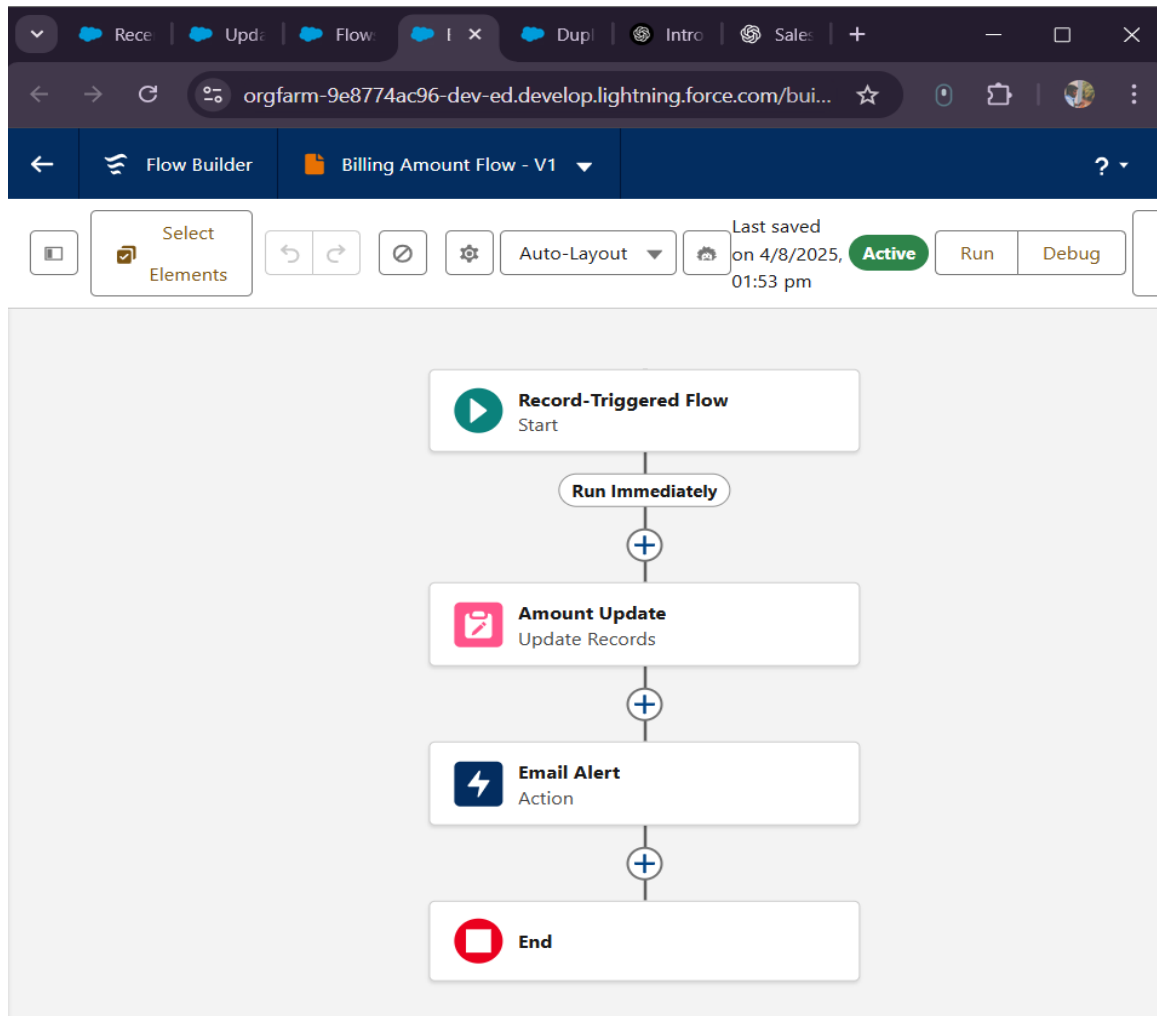 Rece
Upda
Flow
E
Dupl
Intro
Sales
orgfarm-9e8774ac96-dev-ed.develop.lightning.force.com/bui...
Flow Builder
Billing Amount Flow - V1
?
Select
Elements
Auto-Layout
Last saved
on 4/8/2025,
01:53 pm
Active
Run
Debug
Record-Triggered Flow
Start
Run Immediately
Amount Update
Update Records
Email Alert
Action
End